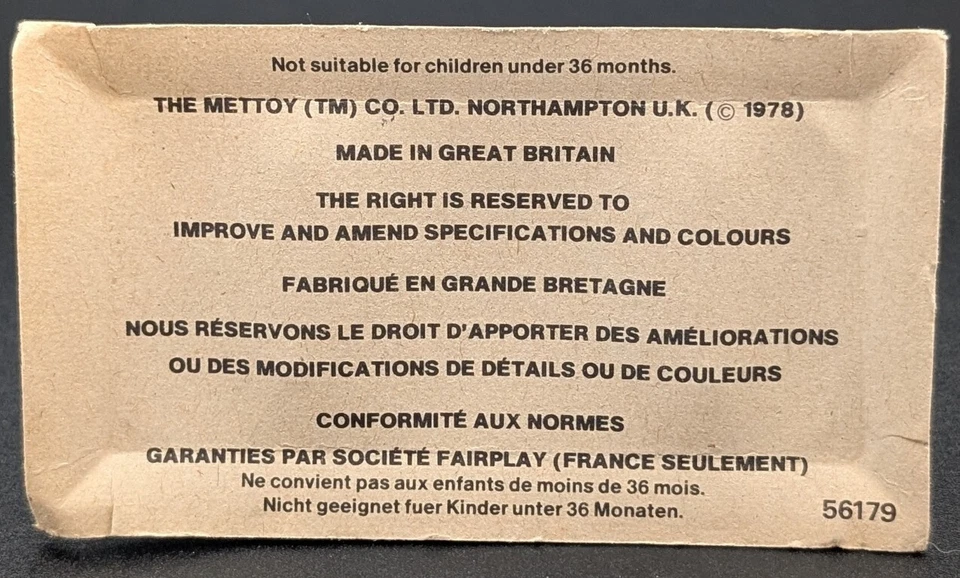 Not suitable for children under 36 months.
THE METTOY (TM) CO. LTD. NORTHAMPTON U.K. (© 1978)
MADE IN GREAT BRITAIN
THE RIGHT iS RESERVED TO
IMPROVE AND AMEND SPECIFICATIONS AND COLOURS
FABRIQUÉ EN GRANDE BRETAGNE
NOUS RÉSERVONS LE DROIT D'APPORTER DES AMÉLIORATIONS
OU DES MODIFICATIONS DE DÉTAILS OU DE COULEURS
CONFORMITÉ AUX NORMES
GARANTIES PAR SOCIÉTÉ FAIRPLAY (FRANCE SEULEMENT)
Ne convient pas aux enfants de moins de 36 mois.
Nicht geeignet fuer Kinder unter 36 Monaten.
56179